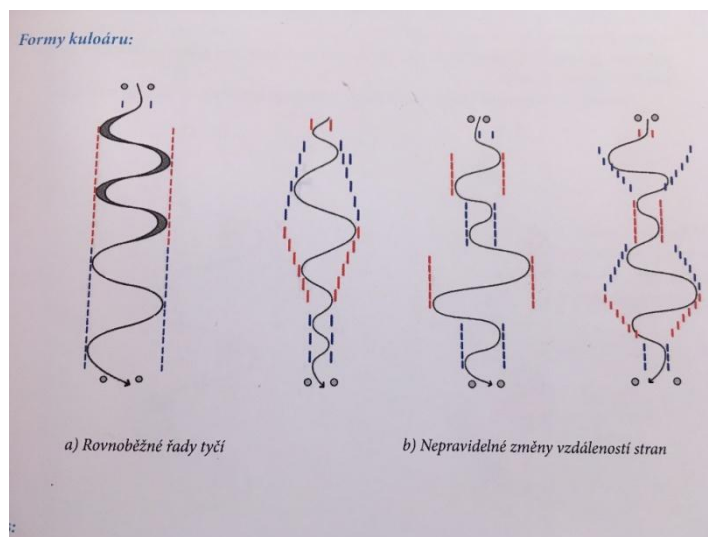 Formy kuloáru:
a) Rovnoběžné řady tyčí
b) Nepravidelné změny vzdáleností stran